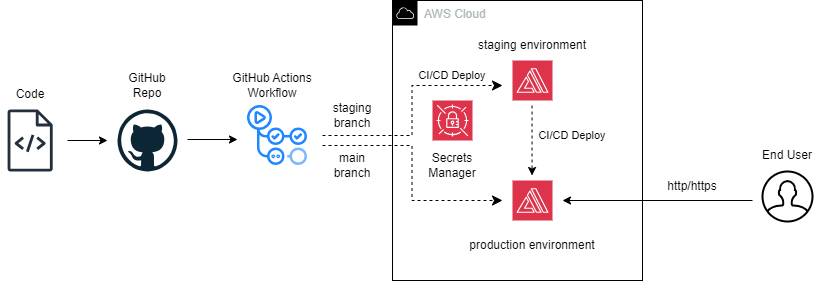 AWS Cloud
staging environment
GitHub
Repo
GitHub Actions
Workflow
CI/CD Deploy
Code
</>
staging
branch
CI/CD Deploy
main
branch
Secrets
Manager
End User
http/https
production environment